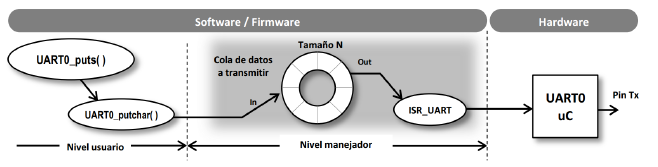 Software / Firmware
Hardware
Tamaño N
UART0_puts( )
Cola de datos
a transmitir
Out
In
UART0_putchar( )
ISR_UART
UART0
uC
Pin Tx
Nivel usuario
Nivel manejador